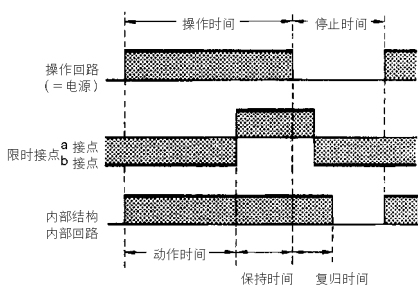 操作时间 停止时间
操作回路
(=电源)
限时接点 a 接点
b 接点
内部结构
内部回路
动作时间
保持时间 复归时间